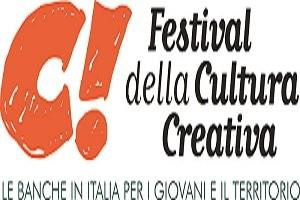 C!
Festival
della Cultura
Creativa
LE BANCHE IN ITALIA PER I GIOVANI E IL TERRITORIO